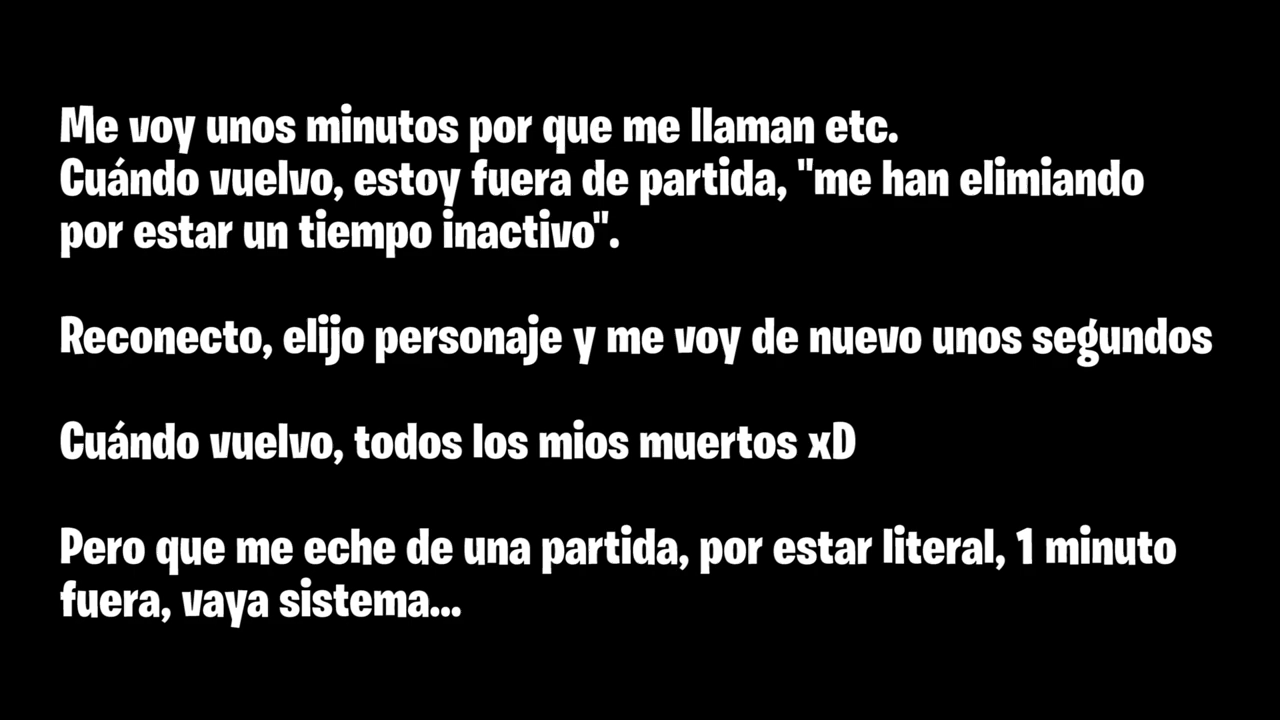 Me voy unos minutos por que me llaman etc.
Cuándo vuelvo, estoy fuera de partida, "me han elimiando
por estar un tiempo inactivo".
Reconecto, elijo personaje y me voy de nuevo unos segundos
Cuándo vuelvo, todos los mios muertos xD
Pero que me eche de una partida, por estar literal, 1 minuto
fuera, vaya sistema...